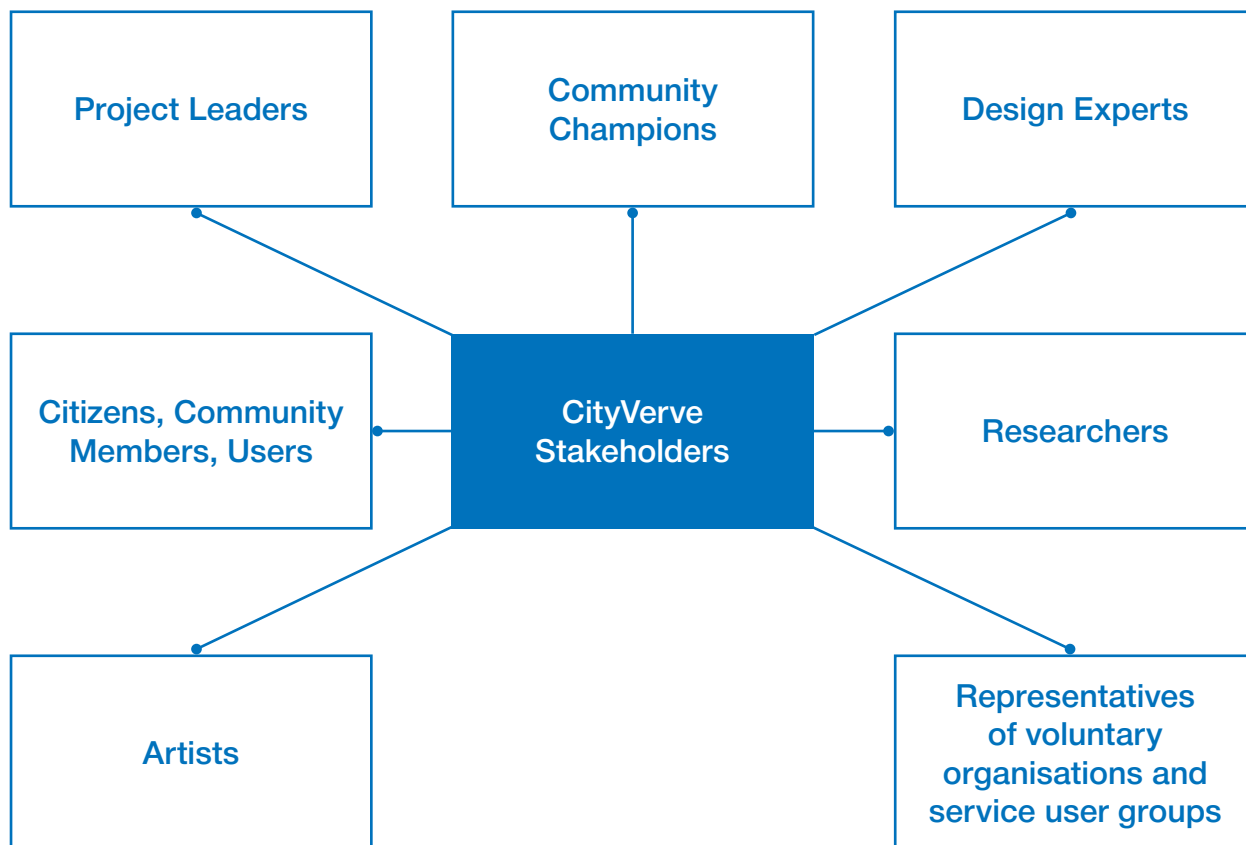 Project Leaders
Community
Champions
Design Experts
Citizens, Community
Members, Users
CityVerve
Stakeholders
Researchers
Artists
Representatives
of voluntary
organisations and
service user groups